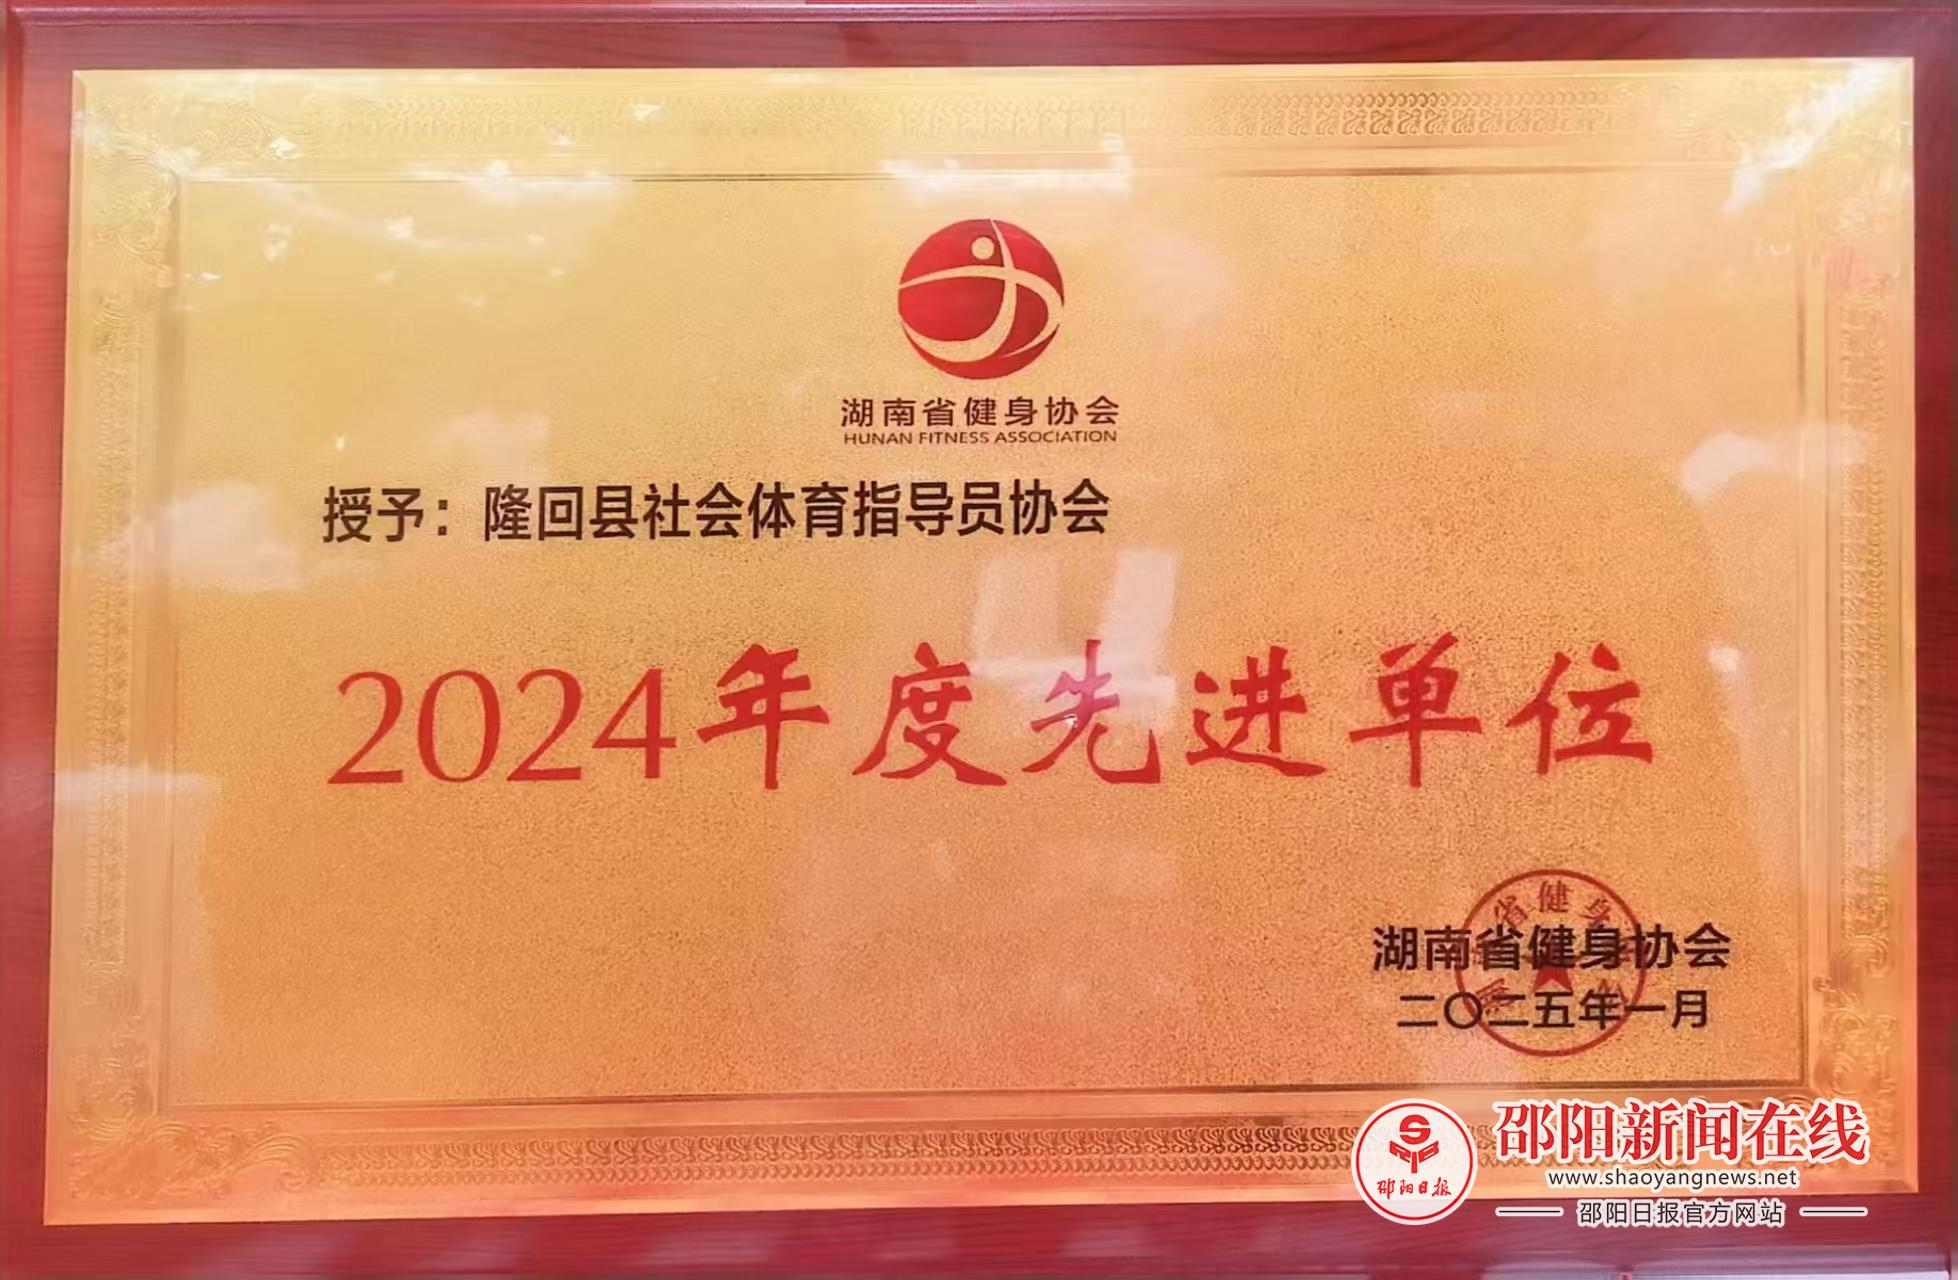 湖南省健身协会
HUNAN FITNESS ASSOCIATION
授予：隆回县社会体育指导员协会
2024年度先进单位
湖南省健身协会
二〇二五年一月
邵阳日报
邵阳新闻在线
www.shaoyangnews.net
邵阳日报官方网站